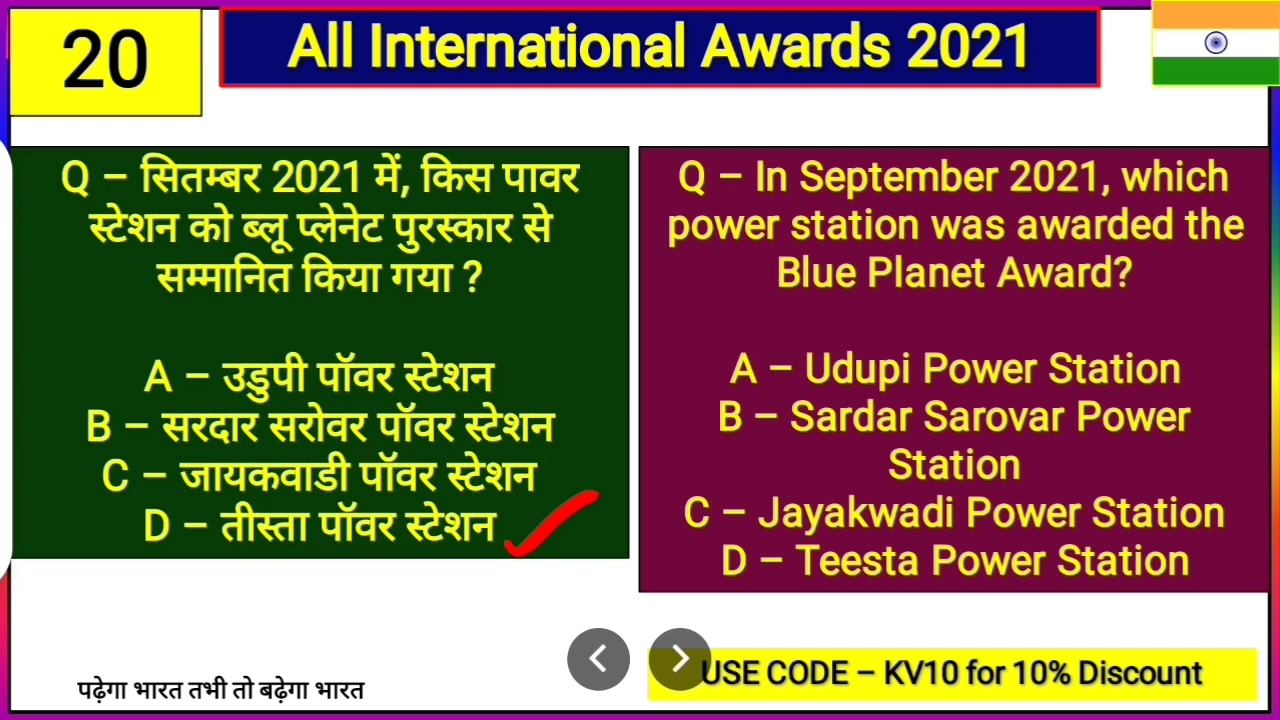 20
All International Awards 2021
Q – सितम्बर 2021 में, किस पावर
स्टेशन को ब्लू प्लेनेट पुरस्कार से
सम्मानित किया गया ?
A – उडुपी पॉवर स्टेशन
B – सरदार सरोवर पॉवर स्टेशन
C – जायकवाडी पॉवर स्टेशन
D – तीस्ता पॉवर स्टेशन
Q – In September 2021, which
power station was awarded the
Blue Planet Award?
A – Udupi Power Station
B – Sardar Sarovar Power
Station
C – Jayakwadi Power Station
D – Teesta Power Station
पढ़ेगा भारत तभी तो बढ़ेगा भारत
USE CODE – KV10 for 10% Discount